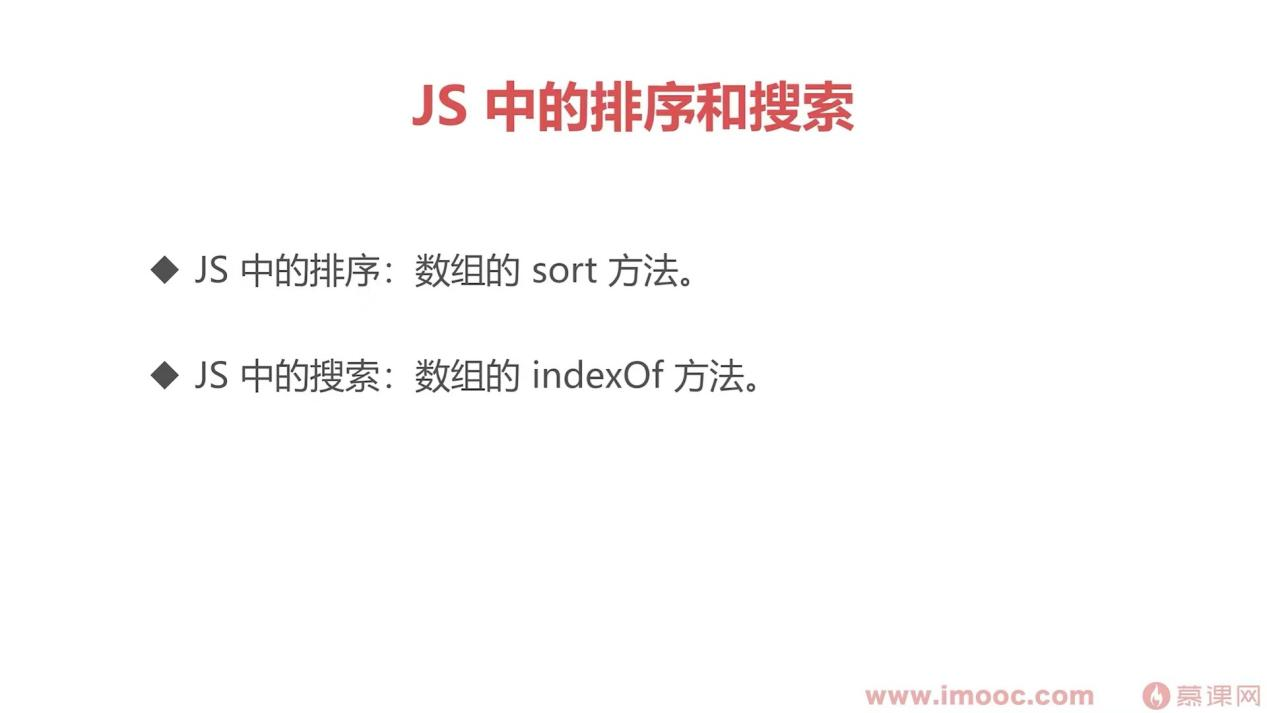 JS 中的排序和搜索
◆ JS 中的排序：数组的 sort 方法。
◆ JS 中的搜索：数组的 indexOf 方法。
www.imooc.com 慕课网